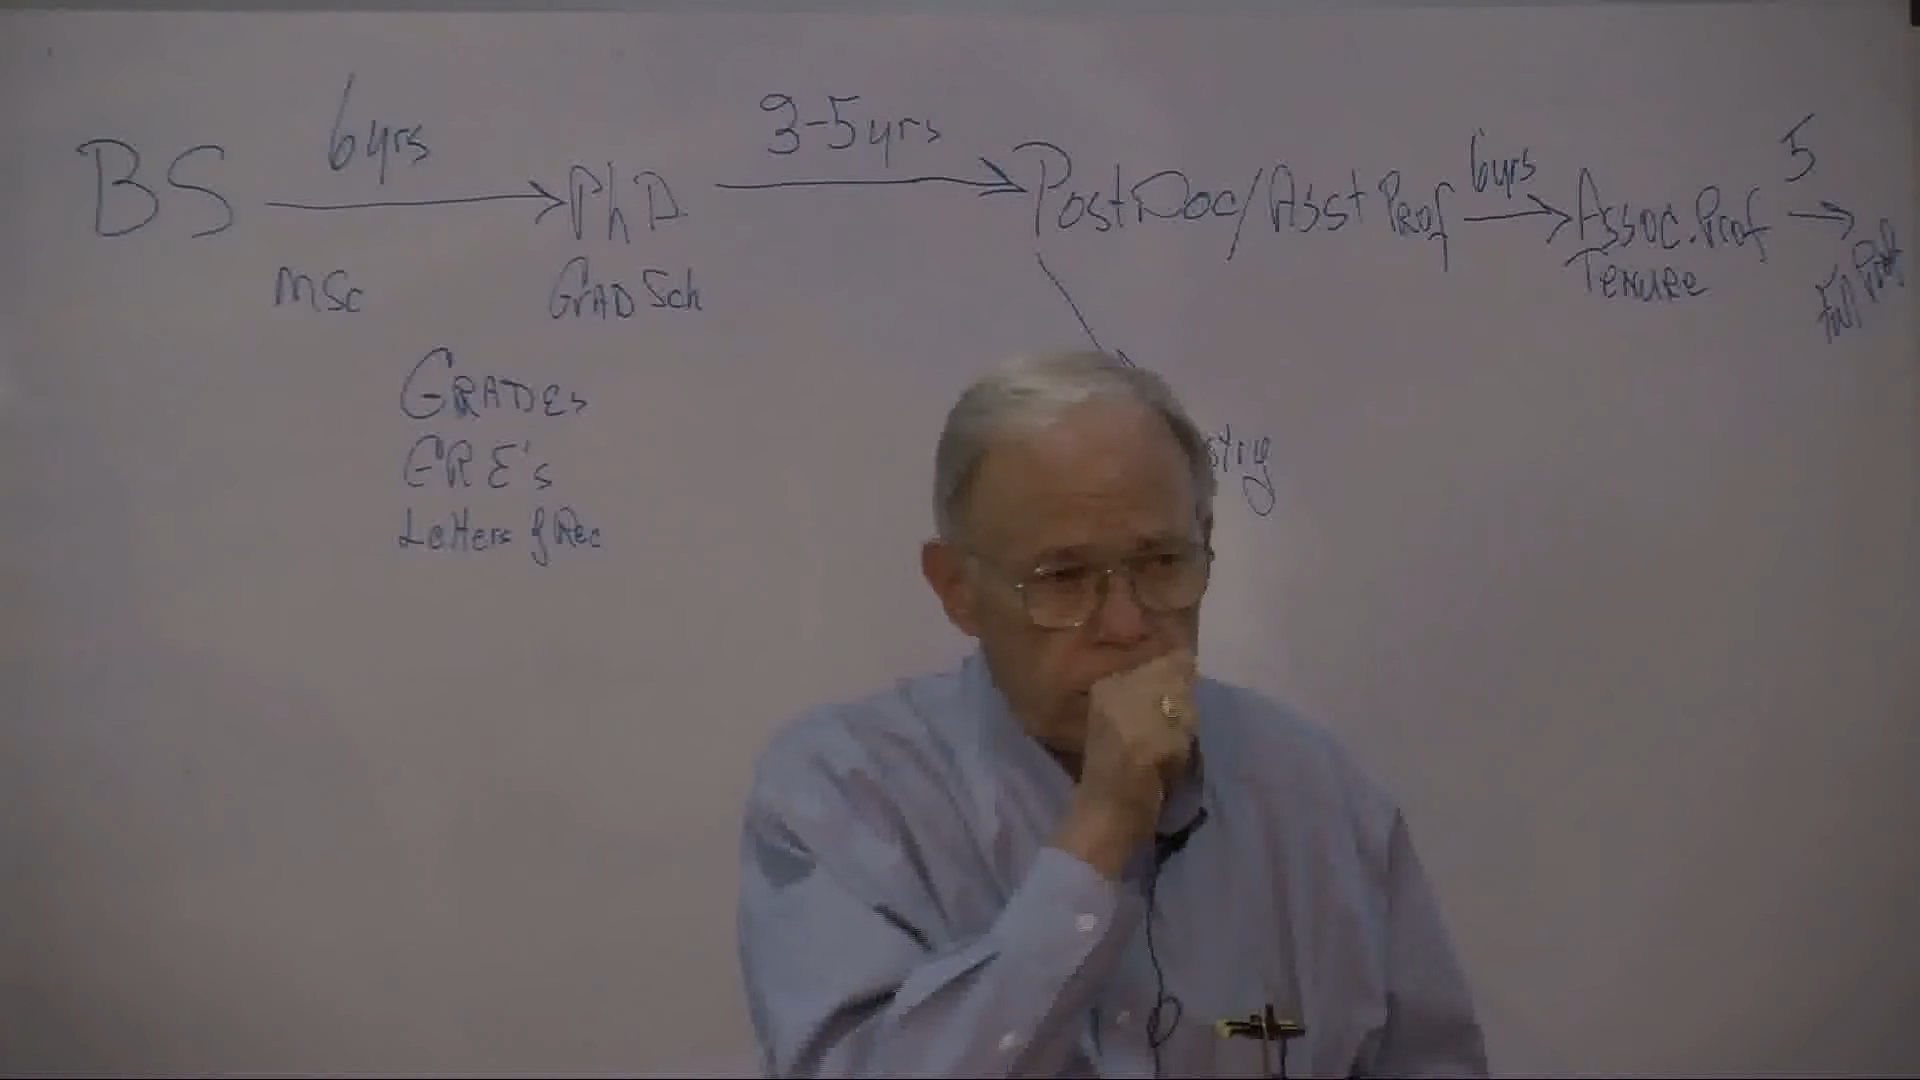 BS 6yrs PhD 3-5yrs PostDoc/Asst Prof 6yrs Assoc. Prof 5 Full Prof
MSc Grad Sch Tenure
Grades
GRE's
Letters of Rec
stry